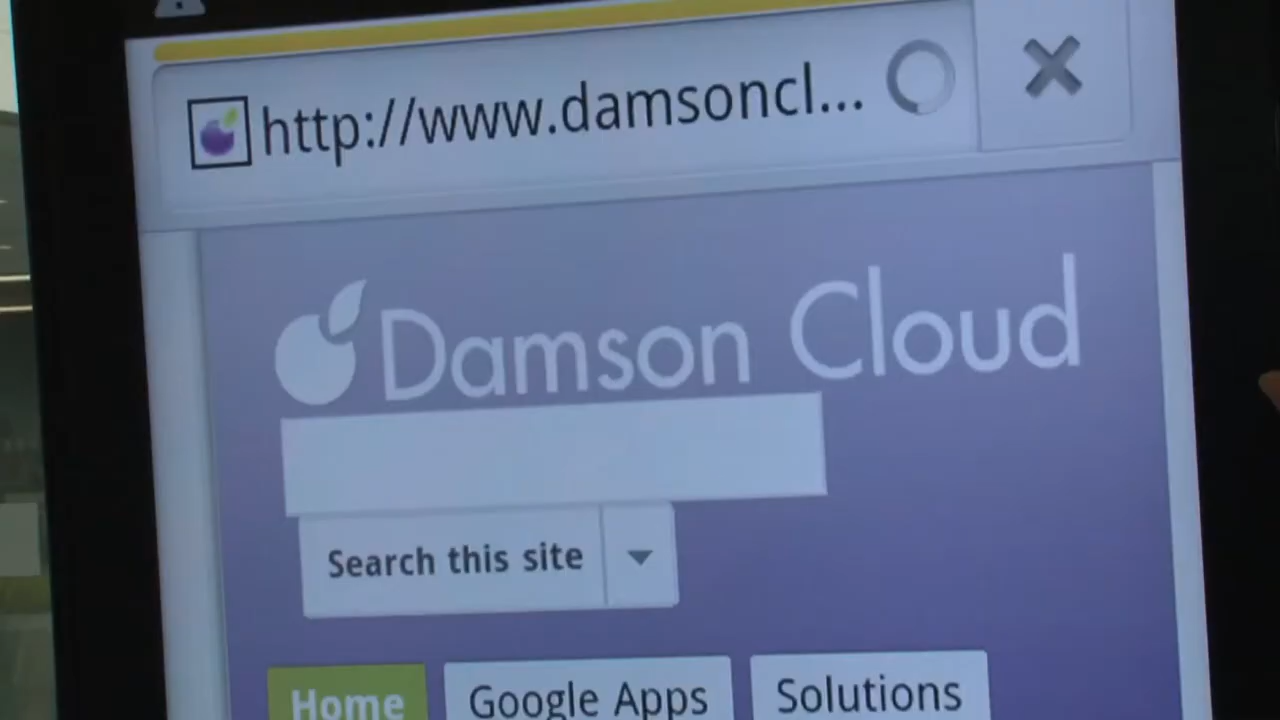 http://www.damsoncl...
Damson Cloud
Search this site
Home
Google Apps
Solutions